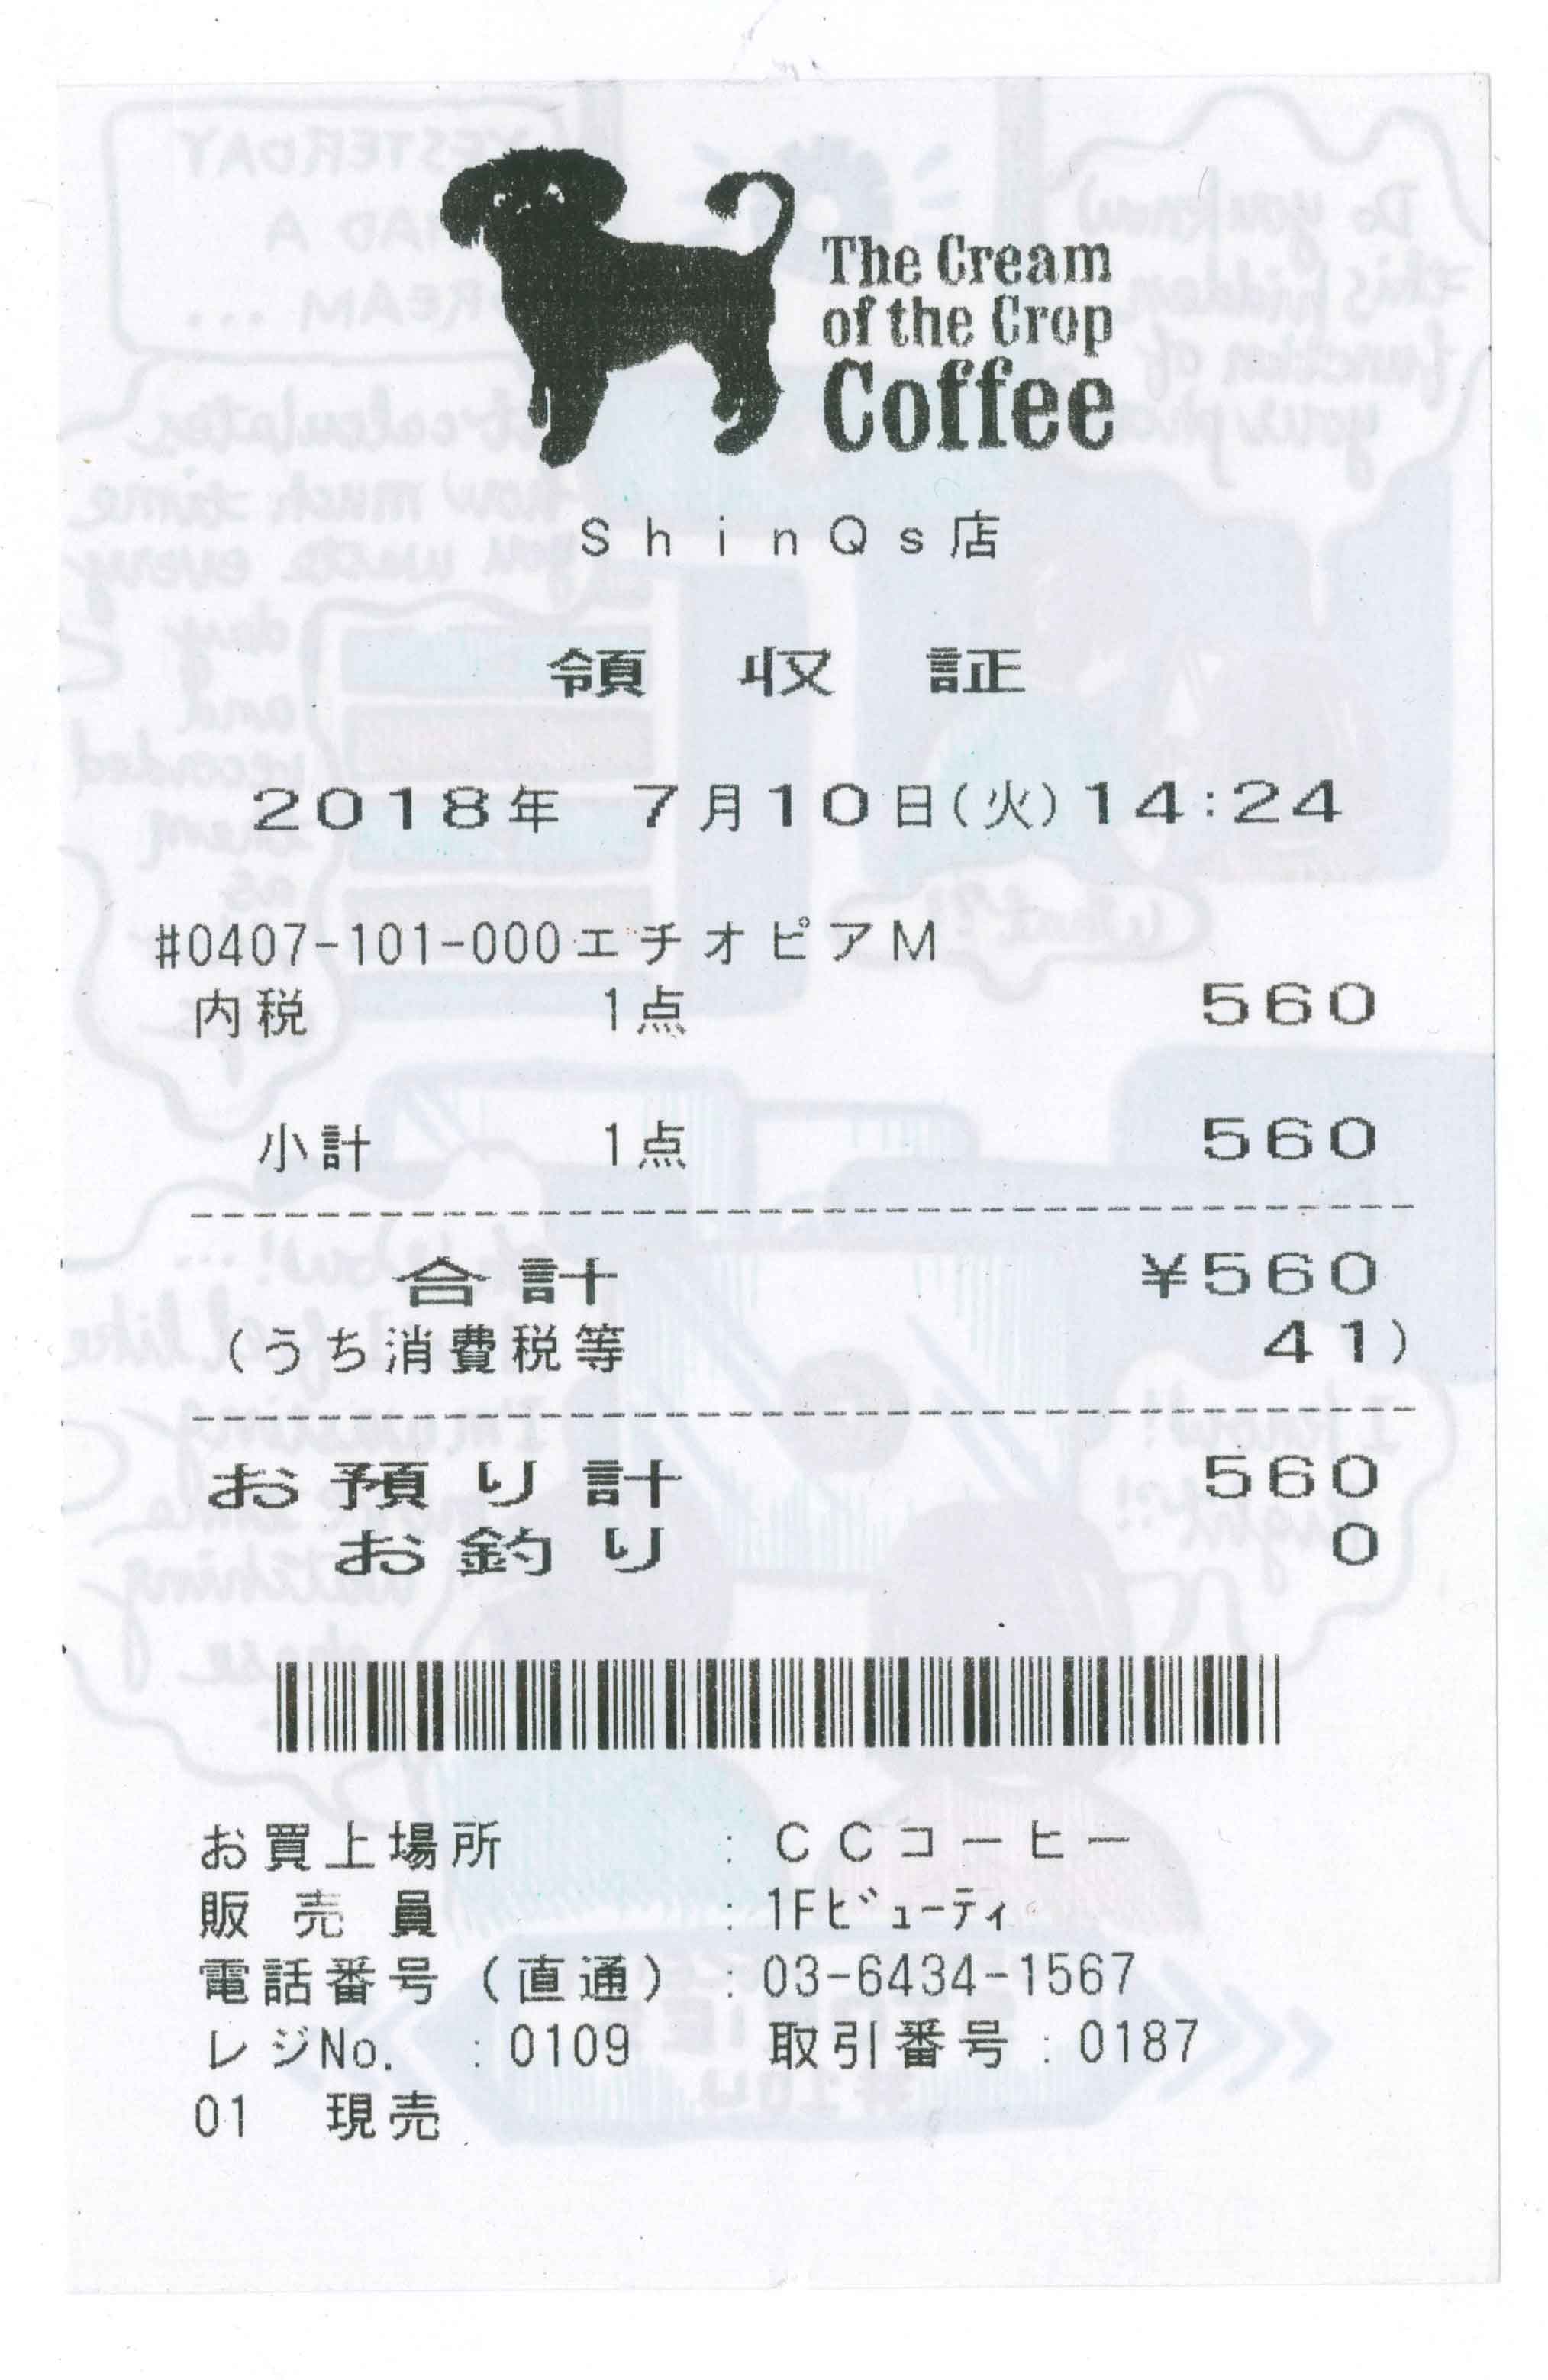 The Cream
of the Crop
Coffee
ShinQs店
領収証
2018年 7月10日(火)14:24
#0407-101-000エチオピアM
内税 1点 560
小計 1点 560
合計 ¥560
(うち消費税等 41)
お預り計 560
お釣り 0
お買上場所 : CCコーヒー
販売員 : 1Fビューティ
電話番号(直通) : 03-6434-1567
レジNo. : 0109 取引番号 : 0187
01 現売